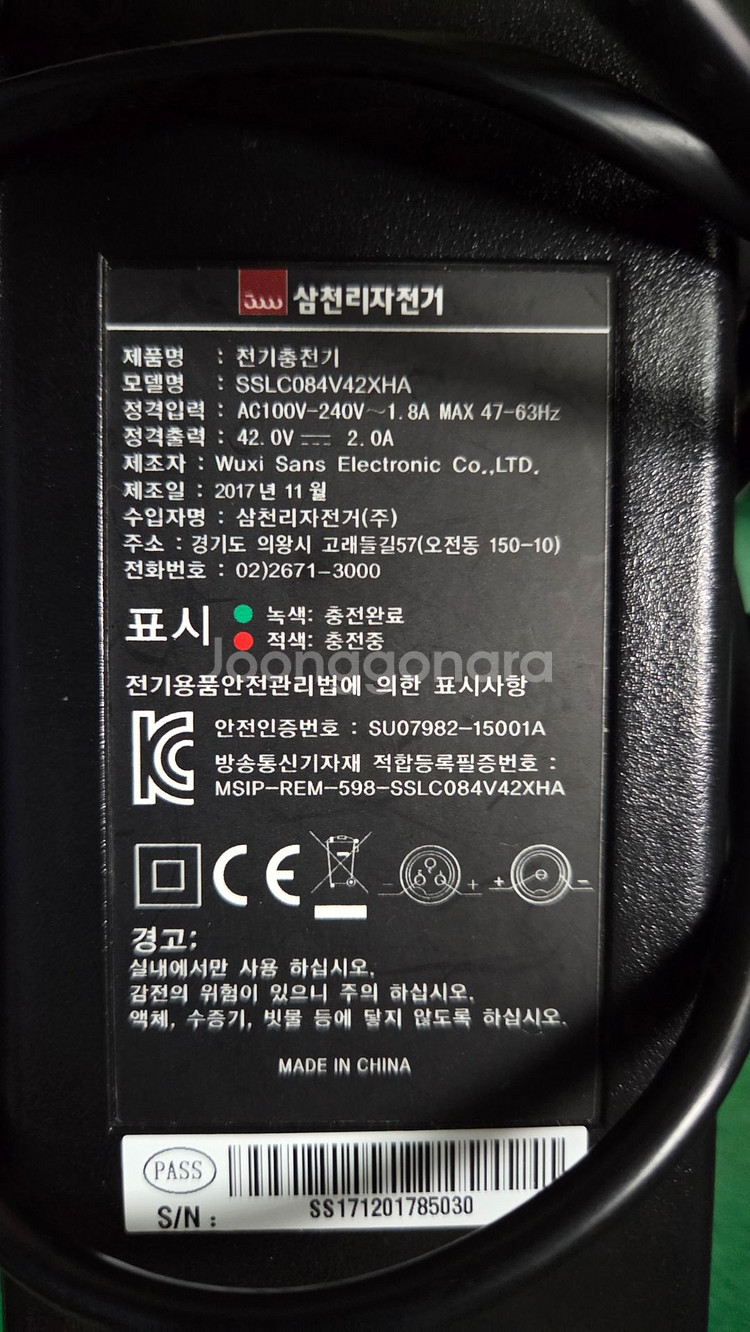 삼천리자전거
제품명 : 전기충전기
모델명 : SSLC084V42XHA
정격입력 : AC100V-240V～1.8A MAX 47-63Hz
정격출력 : 42.0V ⎓ 2.0A
제조자 : Wuxi Sans Electronic Co.,LTD.
제조일 : 2017년 11월
수입자명 : 삼천리자전거(주)
주소 : 경기도 의왕시 고래들길57(오전동 150-10)
전화번호 : 02)2671-3000
표시 녹색: 충전완료
적색: 충전중
Joonggonara
전기용품안전관리법에 의한 표시사항
안전인증번호 : SU07982-15001A
방송통신기자재 적합등록필증번호 :
MSIP-REM-598-SSLC084V42XHA
CE
경고:
실내에서만 사용 하십시오.
감전의 위험이 있으니 주의 하십시오.
액체, 수증기, 빗물 등에 닿지 않도록 하십시오.
MADE IN CHINA
PASS
S/N : SS171201785030